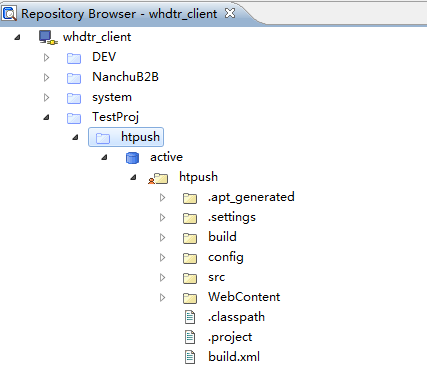 Repository Browser - whdtr_client
whdtr_client
DEV
NanchuB2B
system
TestProj
htpush
active
htpush
.apt_generated
.settings
build
config
src
WebContent
.classpath
.project
build.xml